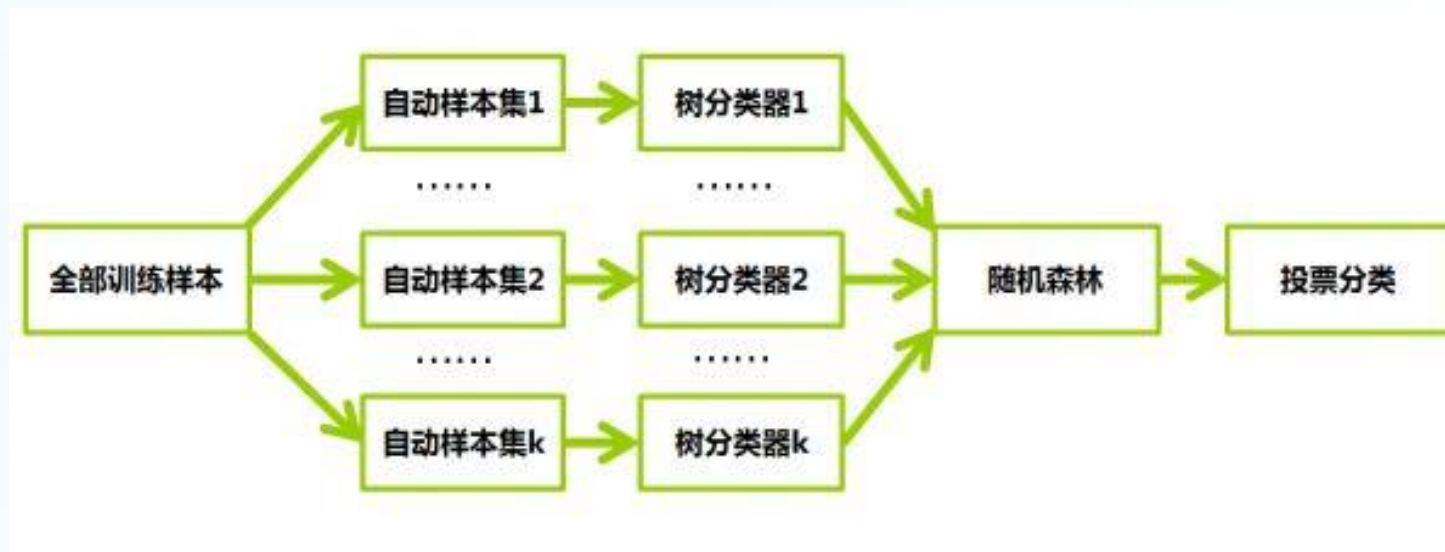 自动样本集1
树分类器1
……
……
全部训练样本
自动样本集2
树分类器2
随机森林
投票分类
……
……
自动样本集k
树分类器k